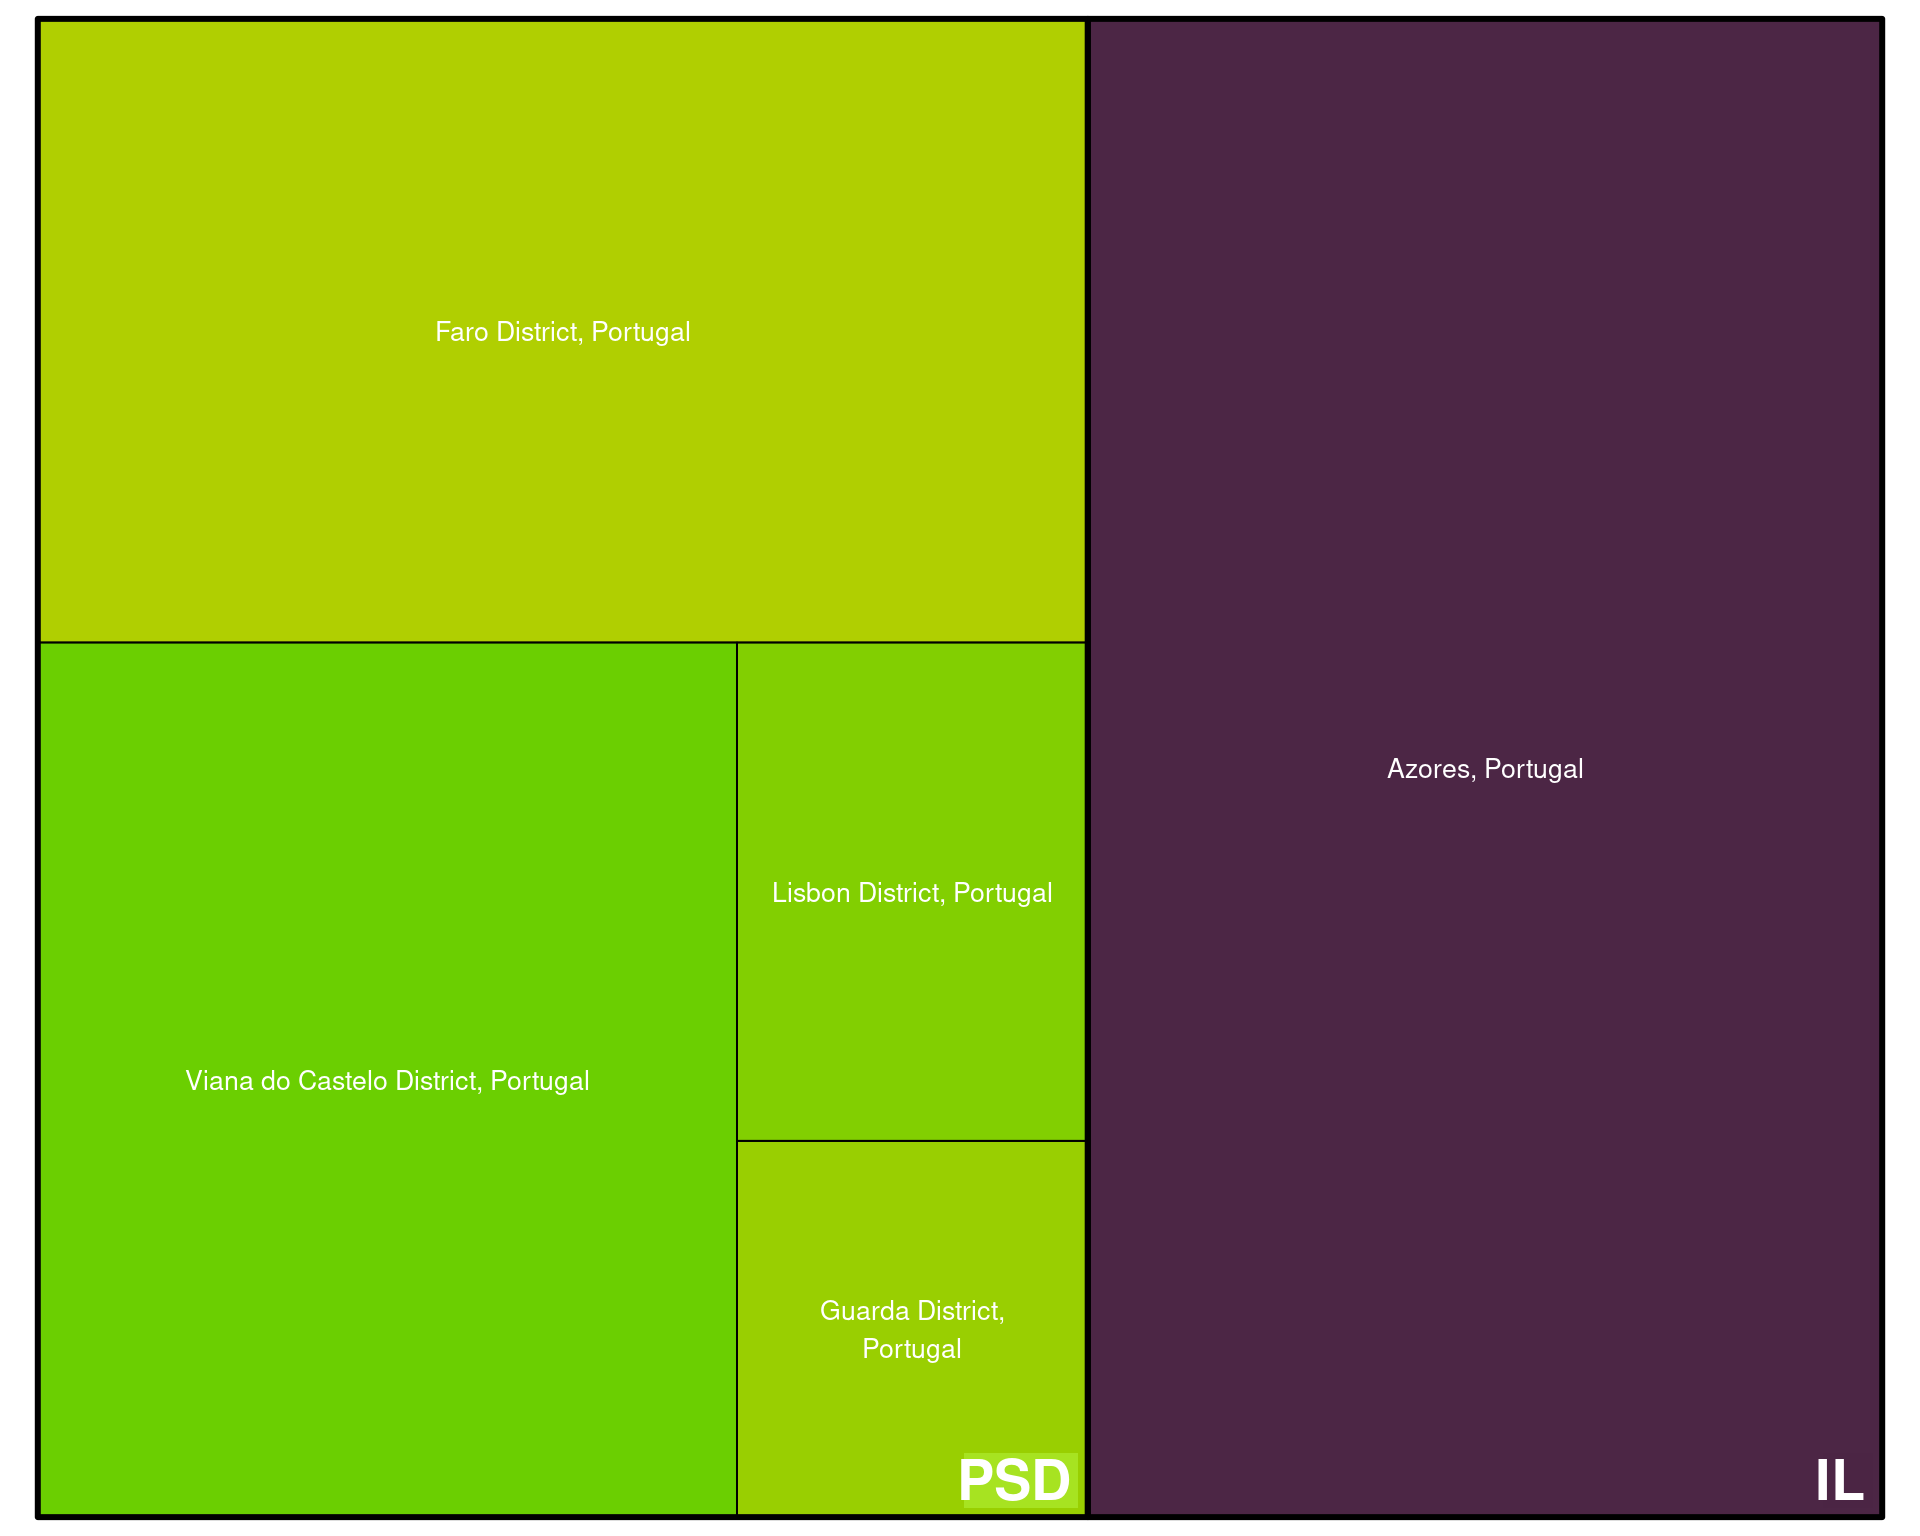 Faro District, Portugal
Viana do Castelo District, Portugal
Lisbon District, Portugal
Guarda District,
Portugal
PSD
Azores, Portugal
IL